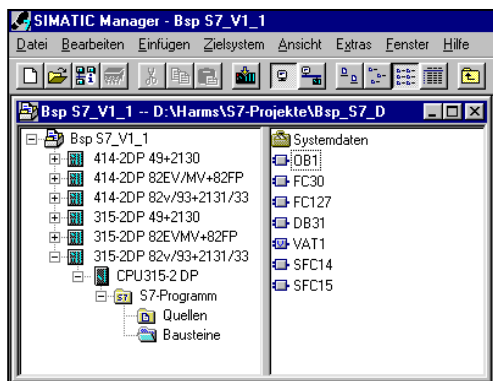 SIMATIC Manager - Bsp S7_V1_1
Datei Bearbeiten Einfügen Zielsystem Ansicht Extras Fenster Hilfe
Bsp S7_V1_1 -- D:\Harms\S7-Projekte\Bsp_S7_D
Bsp S7_V1_1
414-2DP 49+2130
414-2DP 82EV/MV+82FP
414-2DP 82v/93+2131/33
315-2DP 49+2130
315-2DP 82EVMV+82FP
315-2DP 82v/93+2131/33
CPU315-2 DP
S7-Programm
Quellen
Bausteine
Systemdaten
OB1
FC30
FC127
DB31
VAT1
SFC14
SFC15